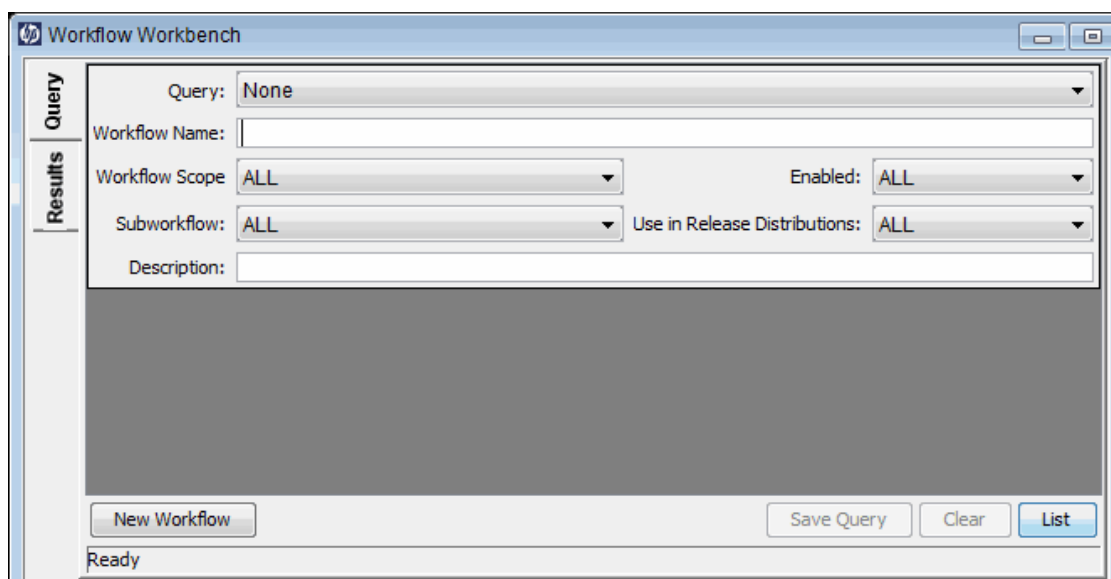 hp Workflow Workbench
Query
Results
Query: None
Workflow Name:
Workflow Scope ALL Enabled: ALL
Subworkflow: ALL Use in Release Distributions: ALL
Description:
New Workflow Save Query Clear List
Ready